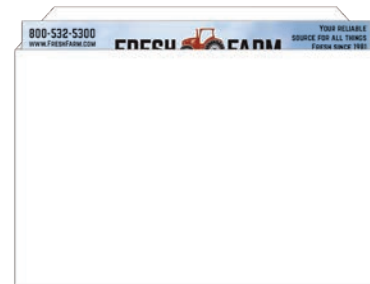 800-532-5300
www.FreshFarm.com
FRESH FARM
Your Reliable
Source for All Things
Fresh Since 1981